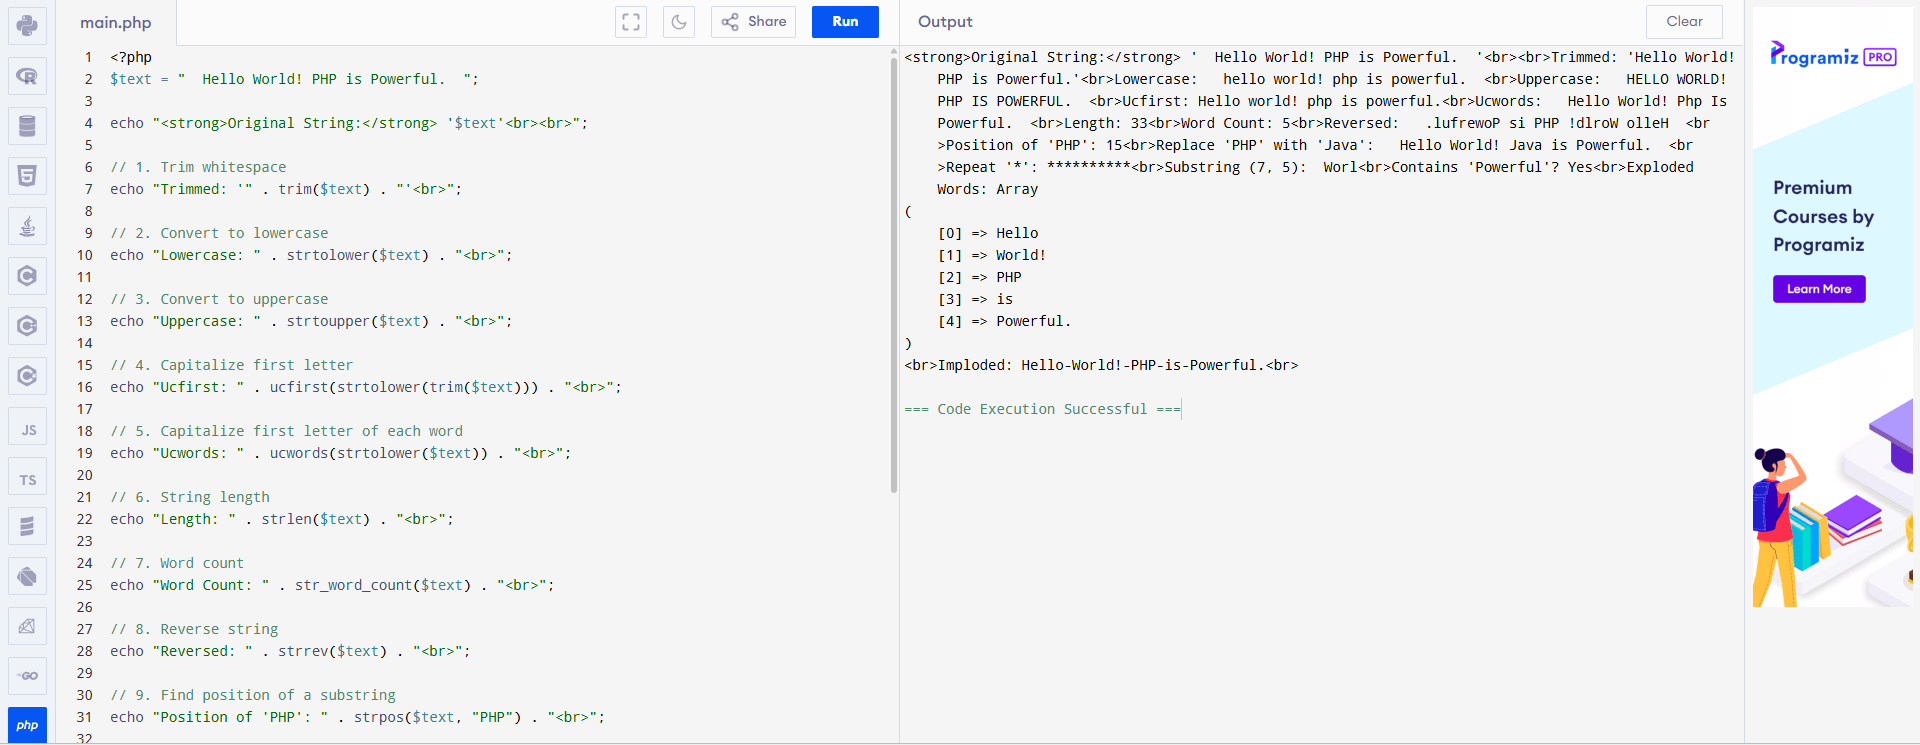 main.php
Share
Run
Output
Clear
1 <?php
2 $text = "  Hello World! PHP is Powerful.  ";
3
4 echo "<strong>Original String:</strong> '$text'<br><br>";
5
6 // 1. Trim whitespace
7 echo "Trimmed: '" . trim($text) . "'<br>";
8
9 // 2. Convert to lowercase
10 echo "Lowercase: " . strtolower($text) . "<br>";
11
12 // 3. Convert to uppercase
13 echo "Uppercase: " . strtoupper($text) . "<br>";
14
15 // 4. Capitalize first letter
16 echo "Ucfirst: " . ucfirst(strtolower(trim($text))) . "<br>";
17
18 // 5. Capitalize first letter of each word
19 echo "Ucwords: " . ucwords(strtolower($text)) . "<br>";
20
21 // 6. String length
22 echo "Length: " . strlen($text) . "<br>";
23
24 // 7. Word count
25 echo "Word Count: " . str_word_count($text) . "<br>";
26
27 // 8. Reverse string
28 echo "Reversed: " . strrev($text) . "<br>";
29
30 // 9. Find position of a substring
31 echo "Position of 'PHP': " . strpos($text, "PHP") . "<br>";
32
<strong>Original String:</strong> '  Hello World! PHP is Powerful.  '<br><br>Trimmed: 'Hello World!
PHP is Powerful.'<br>Lowercase:   hello world! php is powerful.  <br>Uppercase:   HELLO WORLD!
PHP IS POWERFUL.  <br>Ucfirst: Hello world! php is powerful.<br>Ucwords:   Hello World! Php Is
Powerful.  <br>Length: 33<br>Word Count: 5<br>Reversed:   .lufrewoP si PHP !dlroW olleH  <br
>Position of 'PHP': 15<br>Replace 'PHP' with 'Java':   Hello World! Java is Powerful.  <br
>Repeat '*': **********<br>Substring (7, 5):  Worl<br>Contains 'Powerful'? Yes<br>Exploded
Words: Array
(
[0] => Hello
[1] => World!
[2] => PHP
[3] => is
[4] => Powerful.
)
<br>Imploded: Hello-World!-PHP-is-Powerful.<br>
=== Code Execution Successful ===
Programiz PRO
Premium
Courses by
Programiz
Learn More
R
5
C
C
C
JS
TS
GO
php